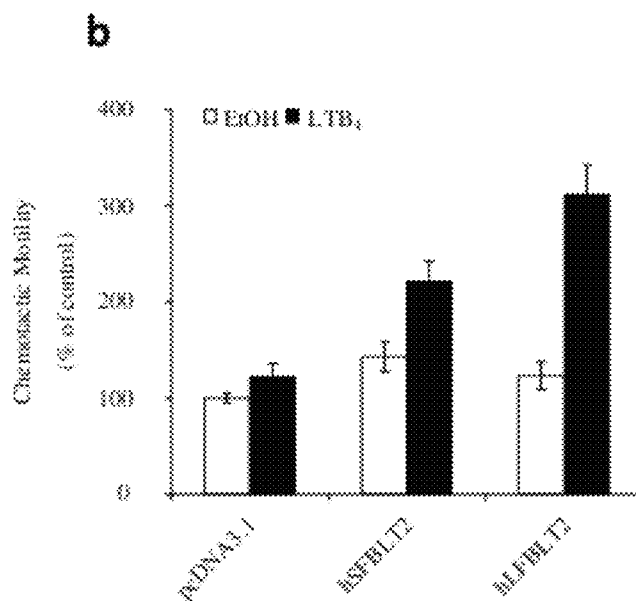 b
400
EtOH LTB₄
300
Chemotactic Motility
(% of control)
200
100
0
pcDNA3.1
hSFBLT2
hLFBLT2